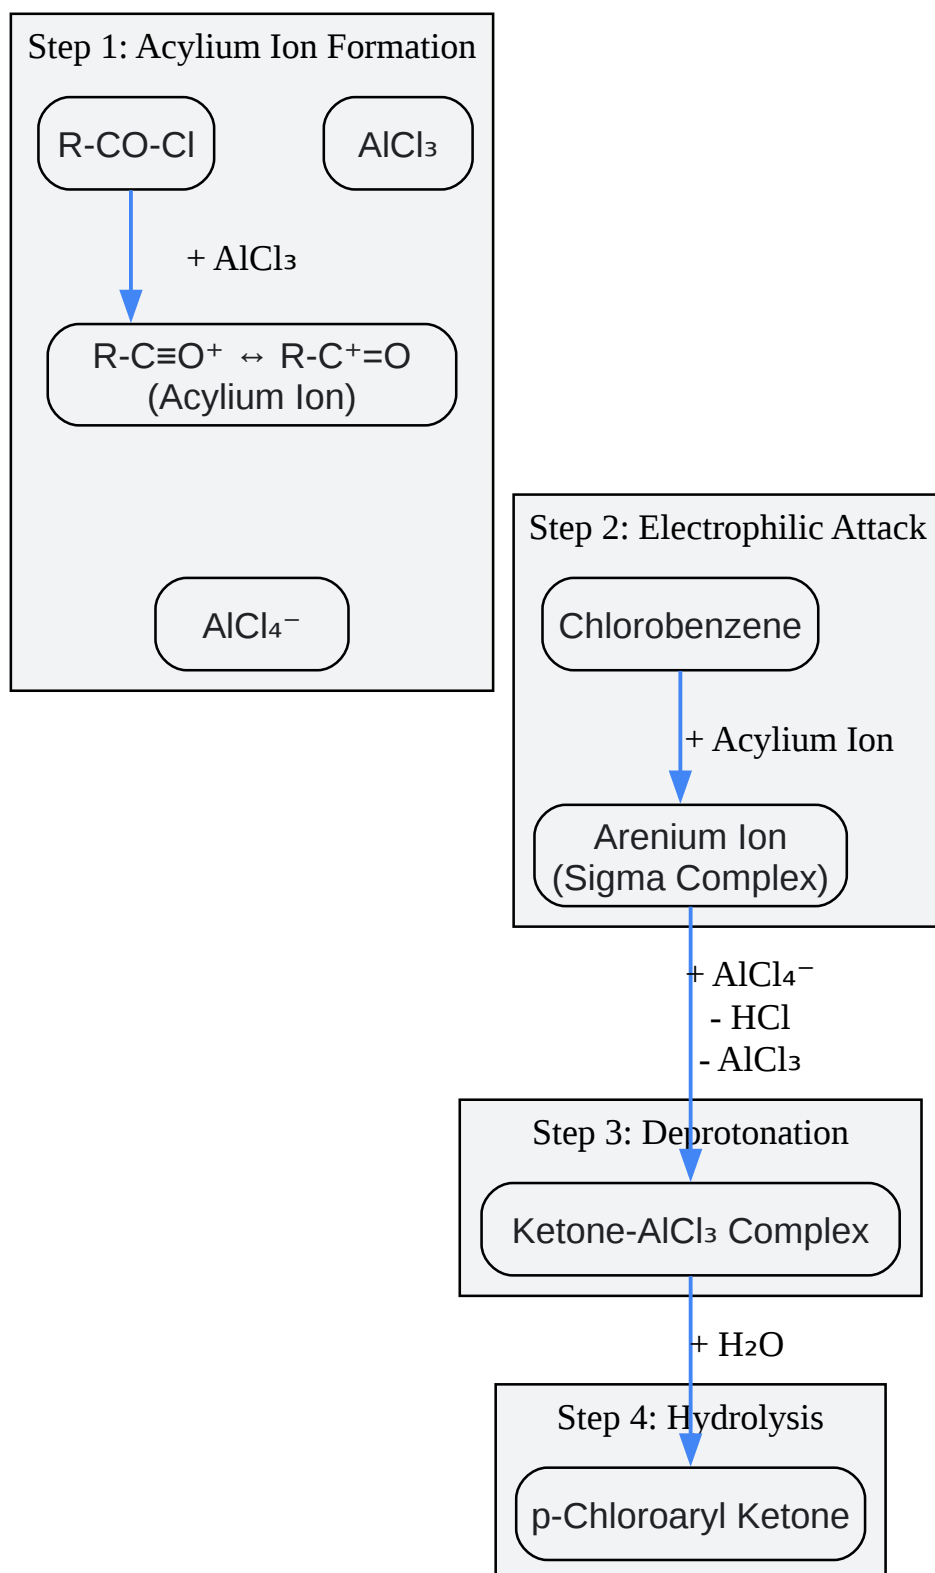 Step 1: Acylium Ion Formation
R-CO-Cl
AlCl₃
+ AlCl₃
R-C≡O⁺ ↔ R-C⁺=O
(Acylium Ion)
AlCl₄⁻
Step 2: Electrophilic Attack
Chlorobenzene
+ Acylium Ion
Arenium Ion
(Sigma Complex)
+ AlCl₄⁻
- HCl
- AlCl₃
Step 3: Deprotonation
Ketone-AlCl₃ Complex
+ H₂O
Step 4: Hydrolysis
p-Chloroaryl Ketone